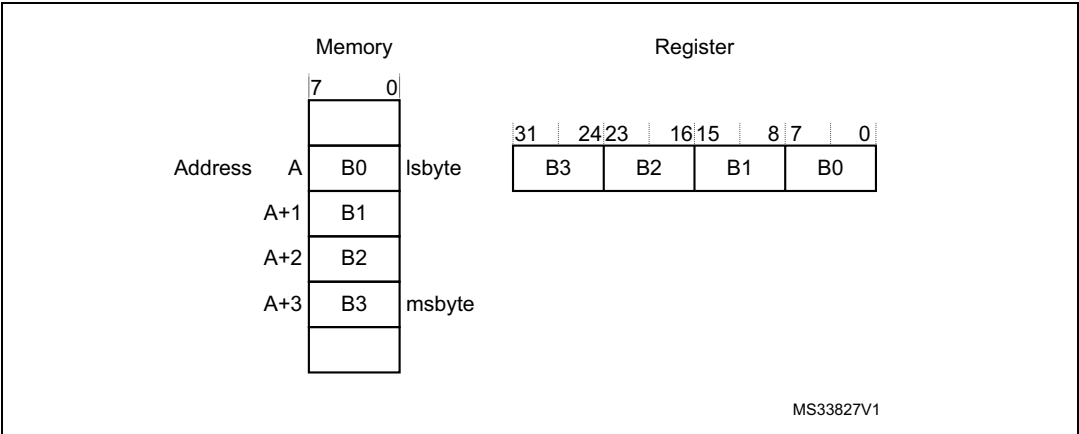 Memory Register
7 0
31 24 23 16 15 8 7 0
Address A B0 lsbyte B3 B2 B1 B0
A+1 B1
A+2 B2
A+3 B3 msbyte
MS33827V1